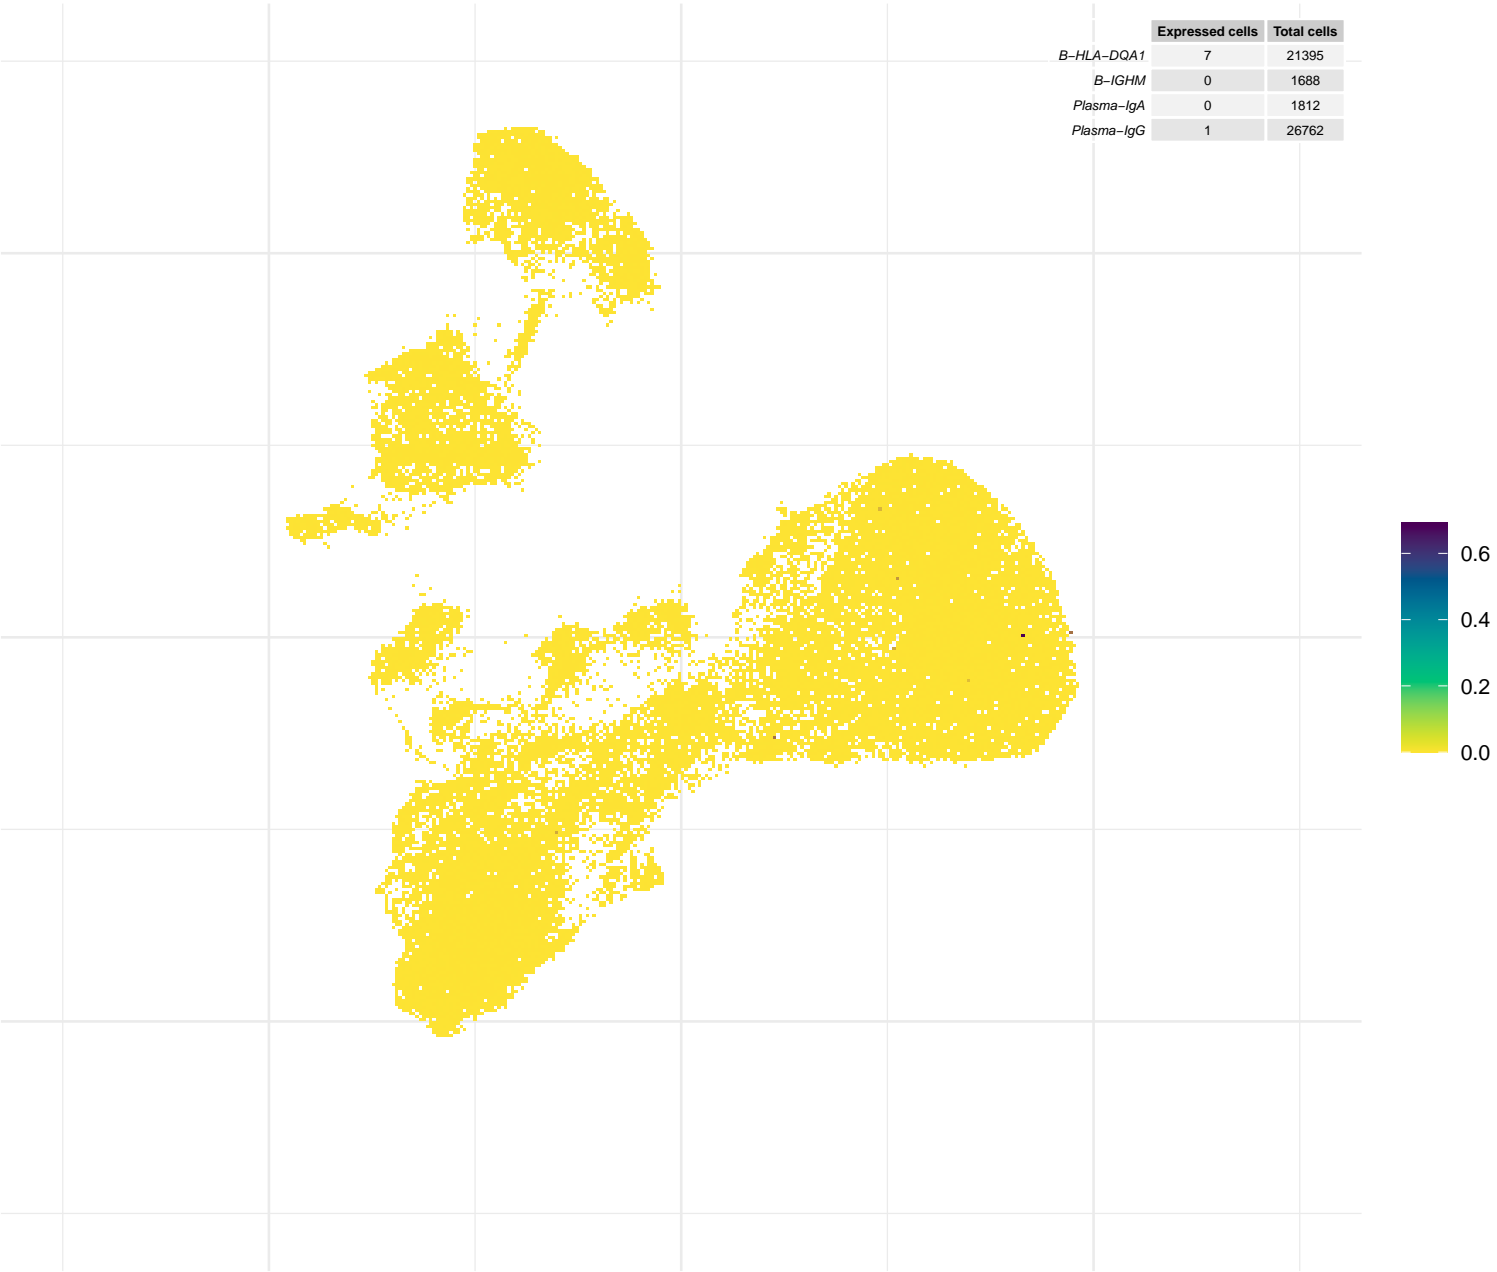 Expressed cells Total cells
B−HLA−DQA1 7 21395
B−IGHM 0 1688
Plasma−IgA 0 1812
Plasma−IgG 1 26762
0.6
0.4
0.2
0.0